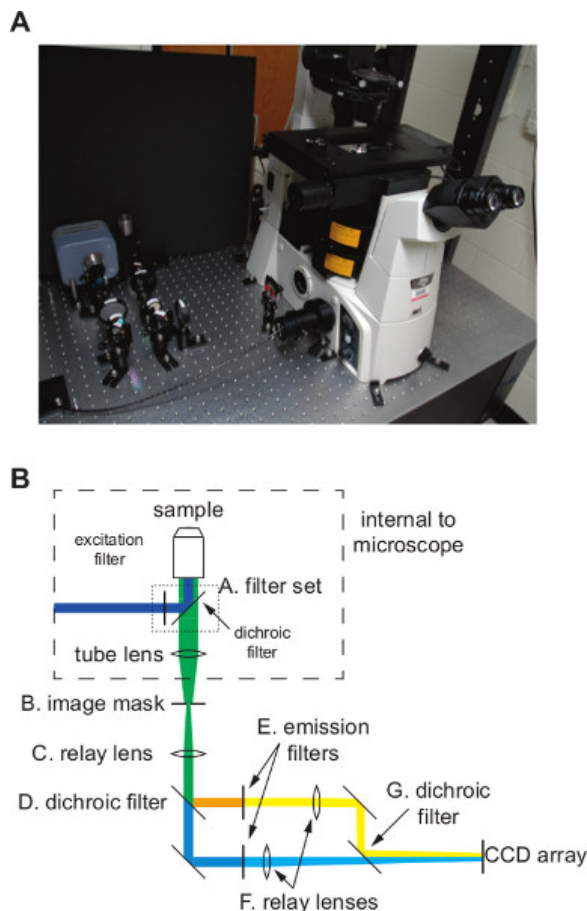 A
B
sample
internal to
microscope
excitation
filter
A. filter set
dichroic
filter
tube lens
B. image mask
E. emission
filters
C. relay lens
G. dichroic
filter
D. dichroic filter
CCD array
F. relay lenses